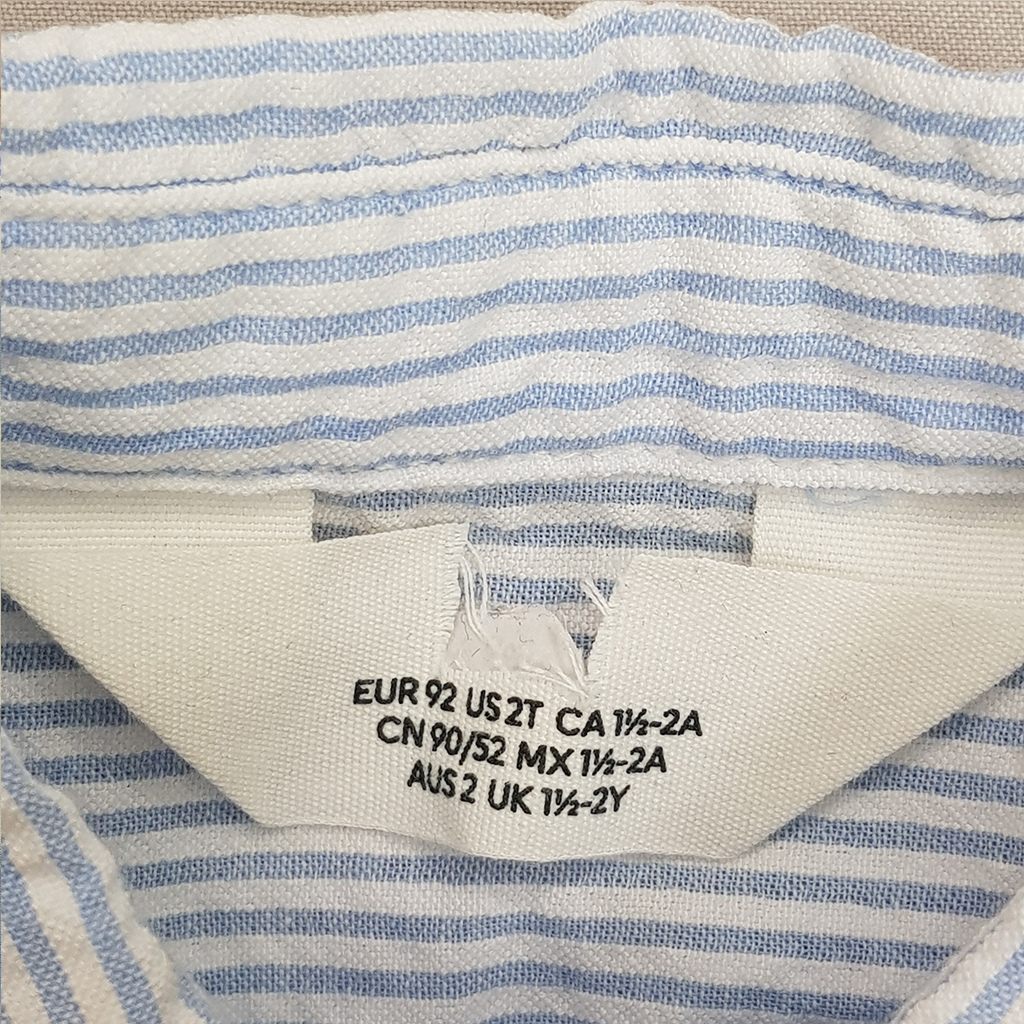 EUR 92 US 2T CA 1½-2A
CN 90/52 MX 1½-2A
AUS 2 UK 1½-2Y